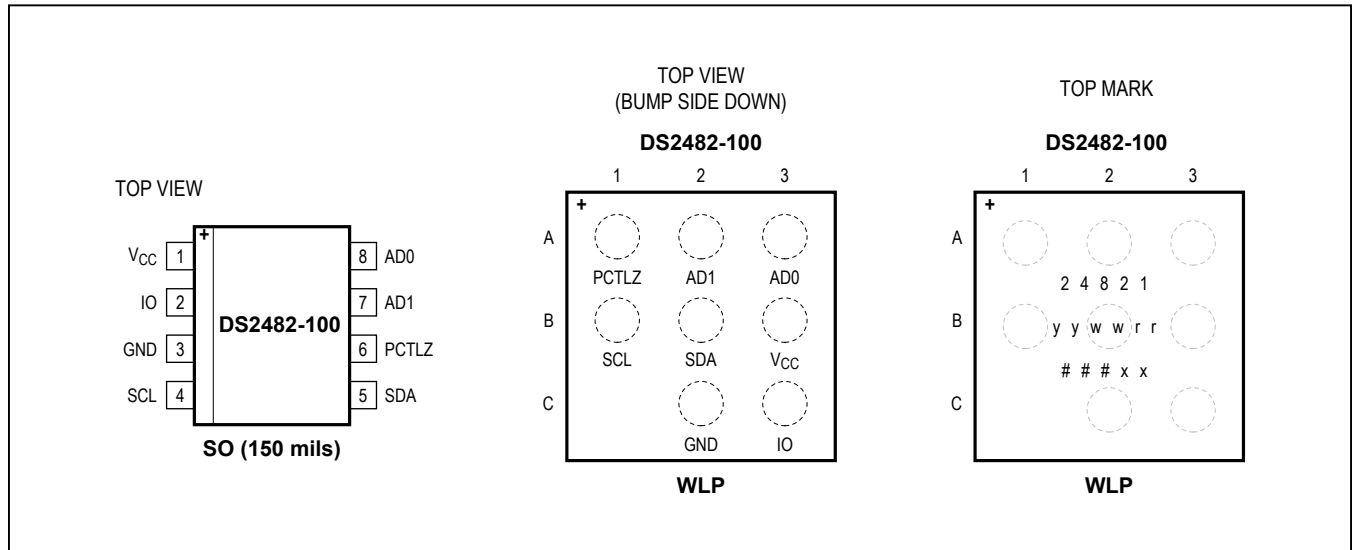 TOP VIEW
+
VCC 1
IO 2
GND 3
SCL 4
DS2482-100
8 AD0
7 AD1
6 PCTLZ
5 SDA
SO (150 mils)
TOP VIEW
(BUMP SIDE DOWN)
DS2482-100
1 2 3
+
A
PCTLZ AD1 AD0
B
SCL SDA VCC
C
GND IO
WLP
TOP MARK
DS2482-100
1 2 3
+
A
2 4 8 2 1
B
y y w w r r
# # # x x
C
WLP